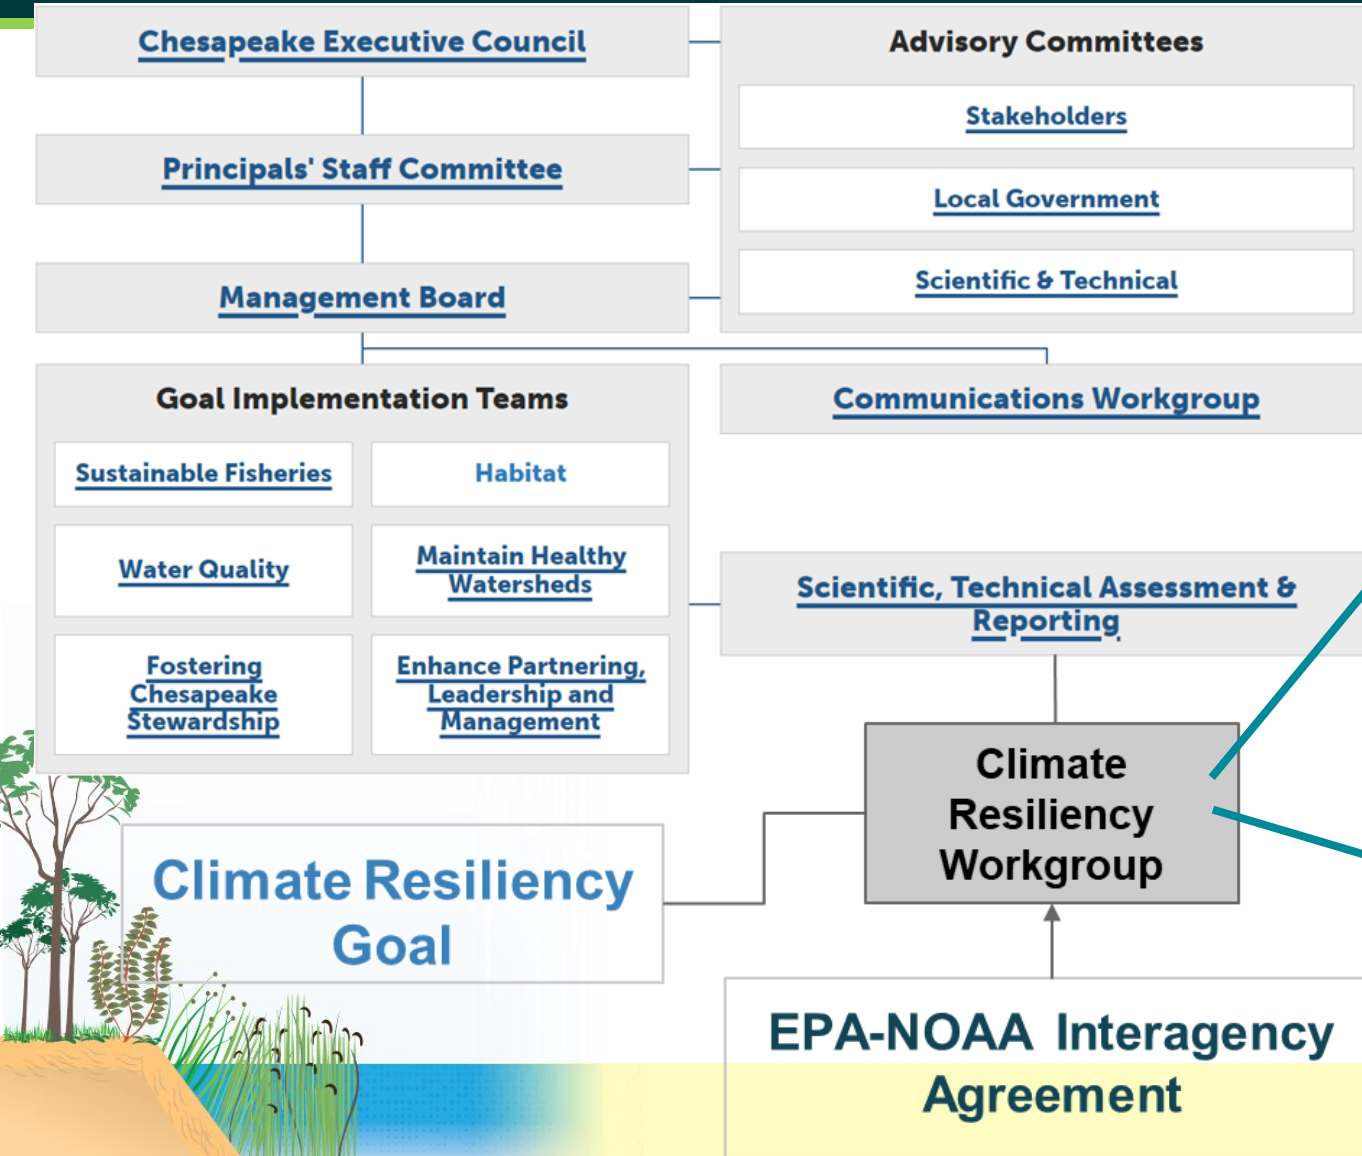 Chesapeake Executive Council
Advisory Committees
Stakeholders
Principals' Staff Committee
Local Government
Scientific & Technical
Management Board
Goal Implementation Teams
Communications Workgroup
Sustainable Fisheries
Habitat
Water Quality
Maintain Healthy
Watersheds
Scientific, Technical Assessment &
Reporting
Fostering
Chesapeake
Stewardship
Enhance Partnering,
Leadership and
Management
Climate
Resiliency
Workgroup
Climate Resiliency
Goal
EPA-NOAA Interagency
Agreement